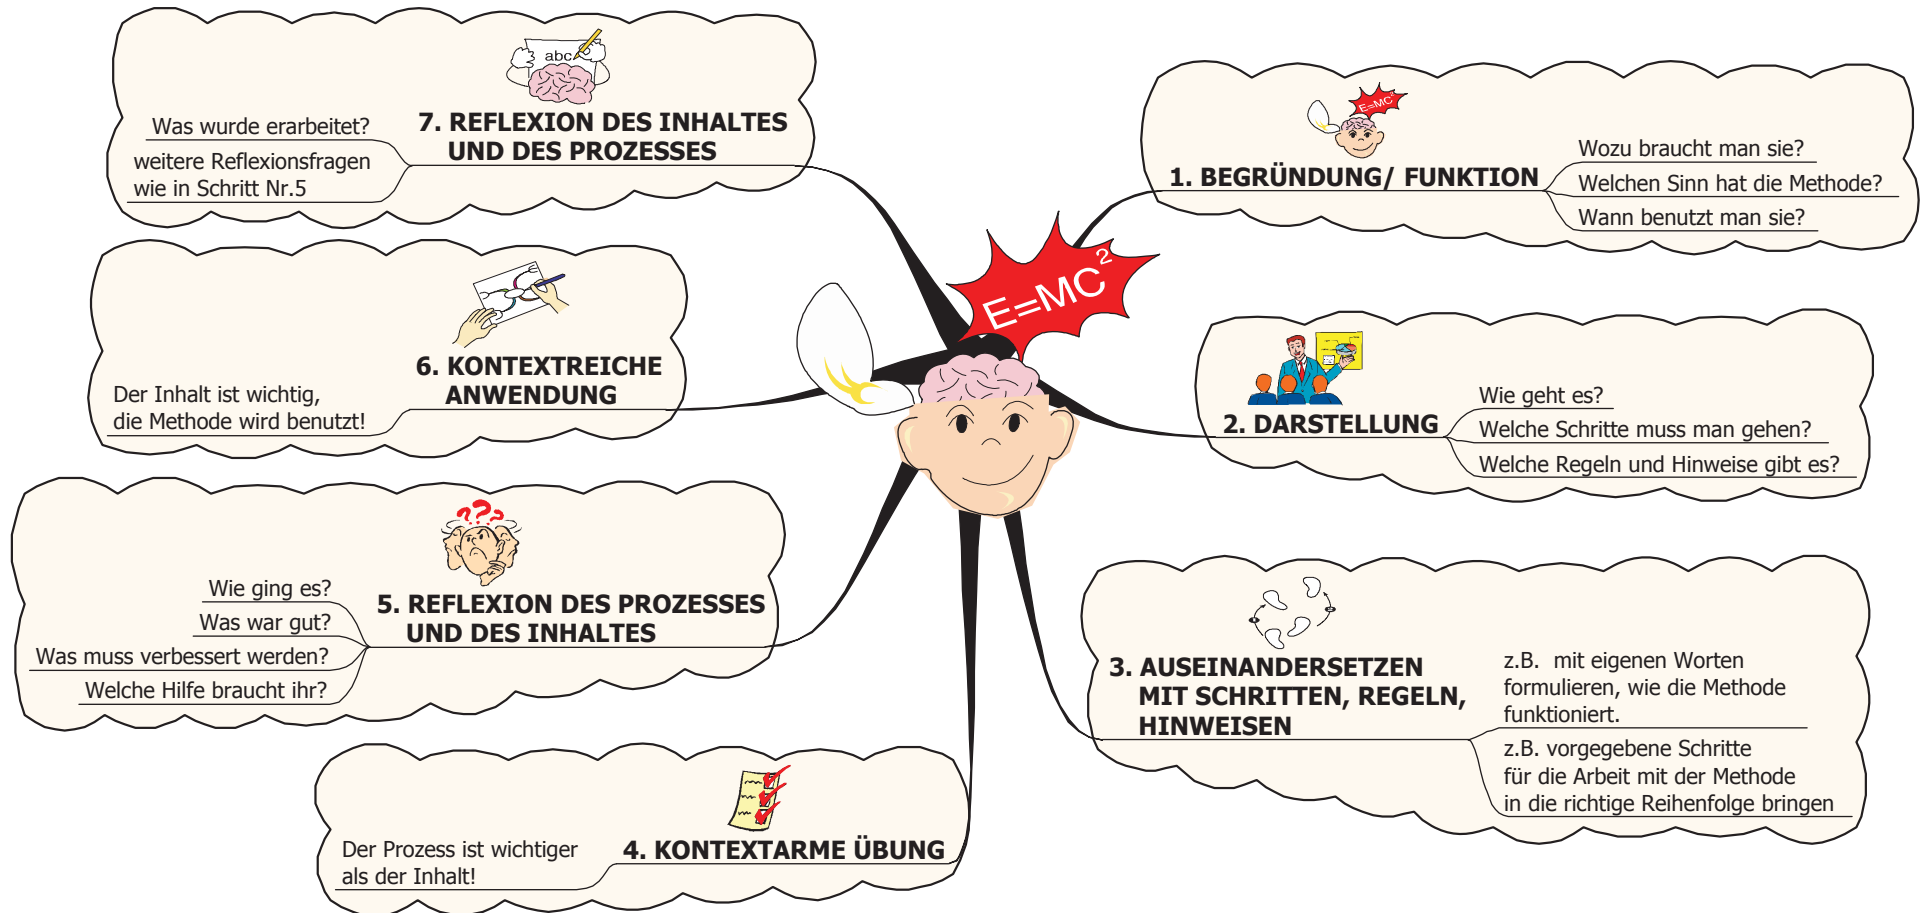 E=MC²
1. BEGRÜNDUNG/ FUNKTION
Wozu braucht man sie?
Welchen Sinn hat die Methode?
Wann benutzt man sie?
2. DARSTELLUNG
Wie geht es?
Welche Schritte muss man gehen?
Welche Regeln und Hinweise gibt es?
3. AUSEINANDERSETZEN
MIT SCHRITTEN, REGELN,
HINWEISEN
z.B. mit eigenen Worten
formulieren, wie die Methode
funktioniert.
z.B. vorgegebene Schritte
für die Arbeit mit der Methode
in die richtige Reihenfolge bringen
4. KONTEXTARME ÜBUNG
Der Prozess ist wichtiger
als der Inhalt!
???
5. REFLEXION DES PROZESSES
UND DES INHALTES
Wie ging es?
Was war gut?
Was muss verbessert werden?
Welche Hilfe braucht ihr?
6. KONTEXTREICHE
ANWENDUNG
Der Inhalt ist wichtig,
die Methode wird benutzt!
abc
7. REFLEXION DES INHALTES
UND DES PROZESSES
Was wurde erarbeitet?
weitere Reflexionsfragen
wie in Schritt Nr.5
E=MC²